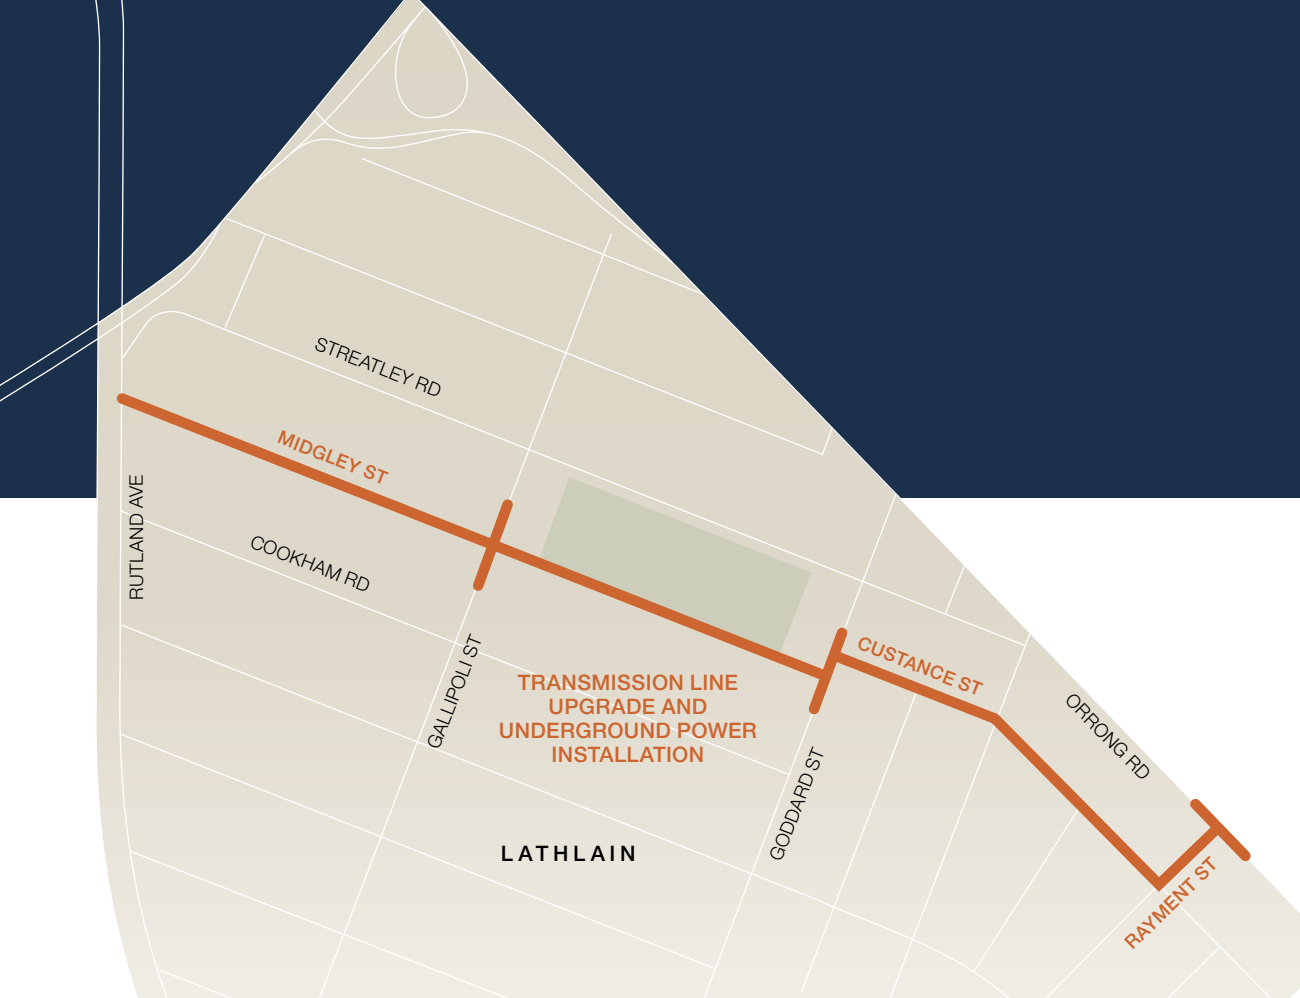 STREATLEY RD
MIDGLEY ST
RUTLAND AVE
COOKHAM RD
GALLIPOLI ST
CUSTANCE ST
TRANSMISSION LINE
UPGRADE AND
UNDERGROUND POWER
INSTALLATION
ORRONG RD
GODDARD ST
LATHLAIN
RAYMENT ST